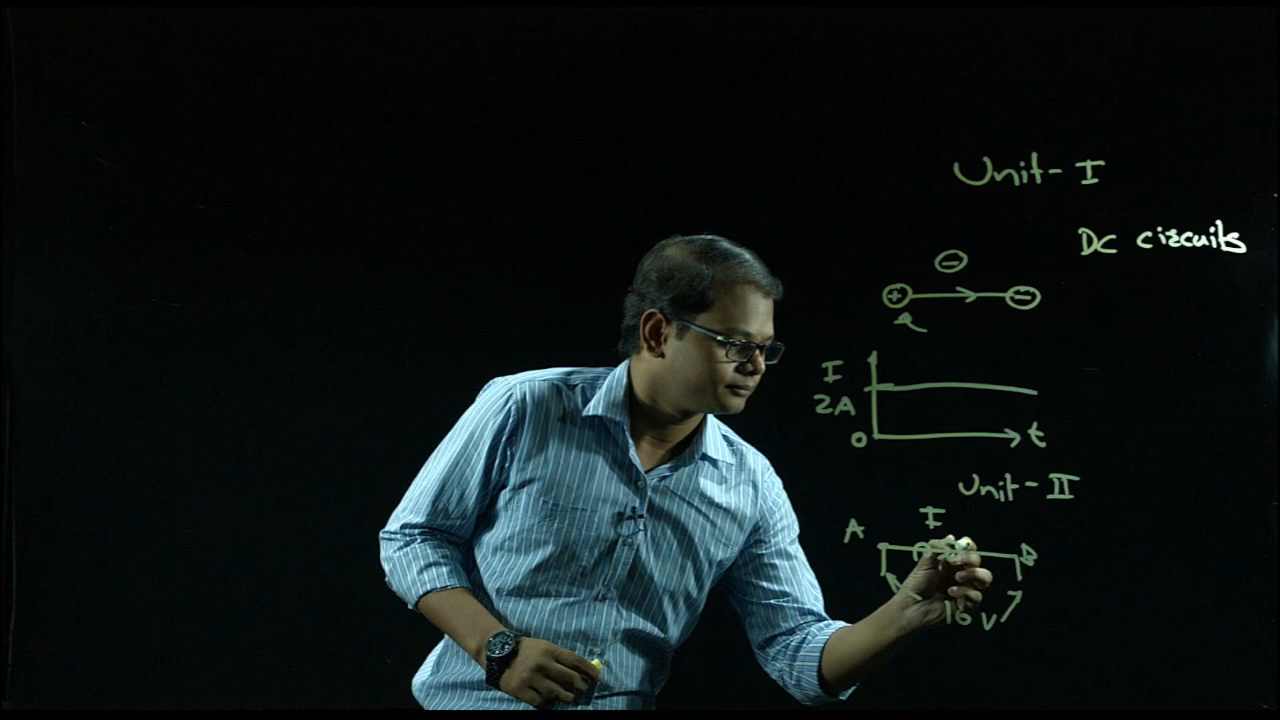 Unit - I
DC circuits
-
+ -
I
2A
0 t
Unit - II
I
A B
10 V